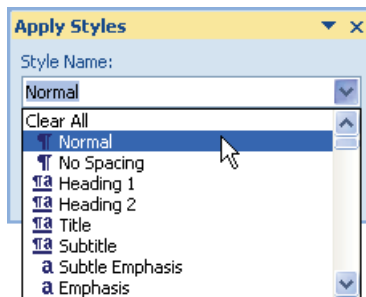 Apply Styles
Style Name:
Normal
Clear All
¶ Normal
¶ No Spacing
¶a Heading 1
¶a Heading 2
¶a Title
¶a Subtitle
a Subtle Emphasis
a Emphasis